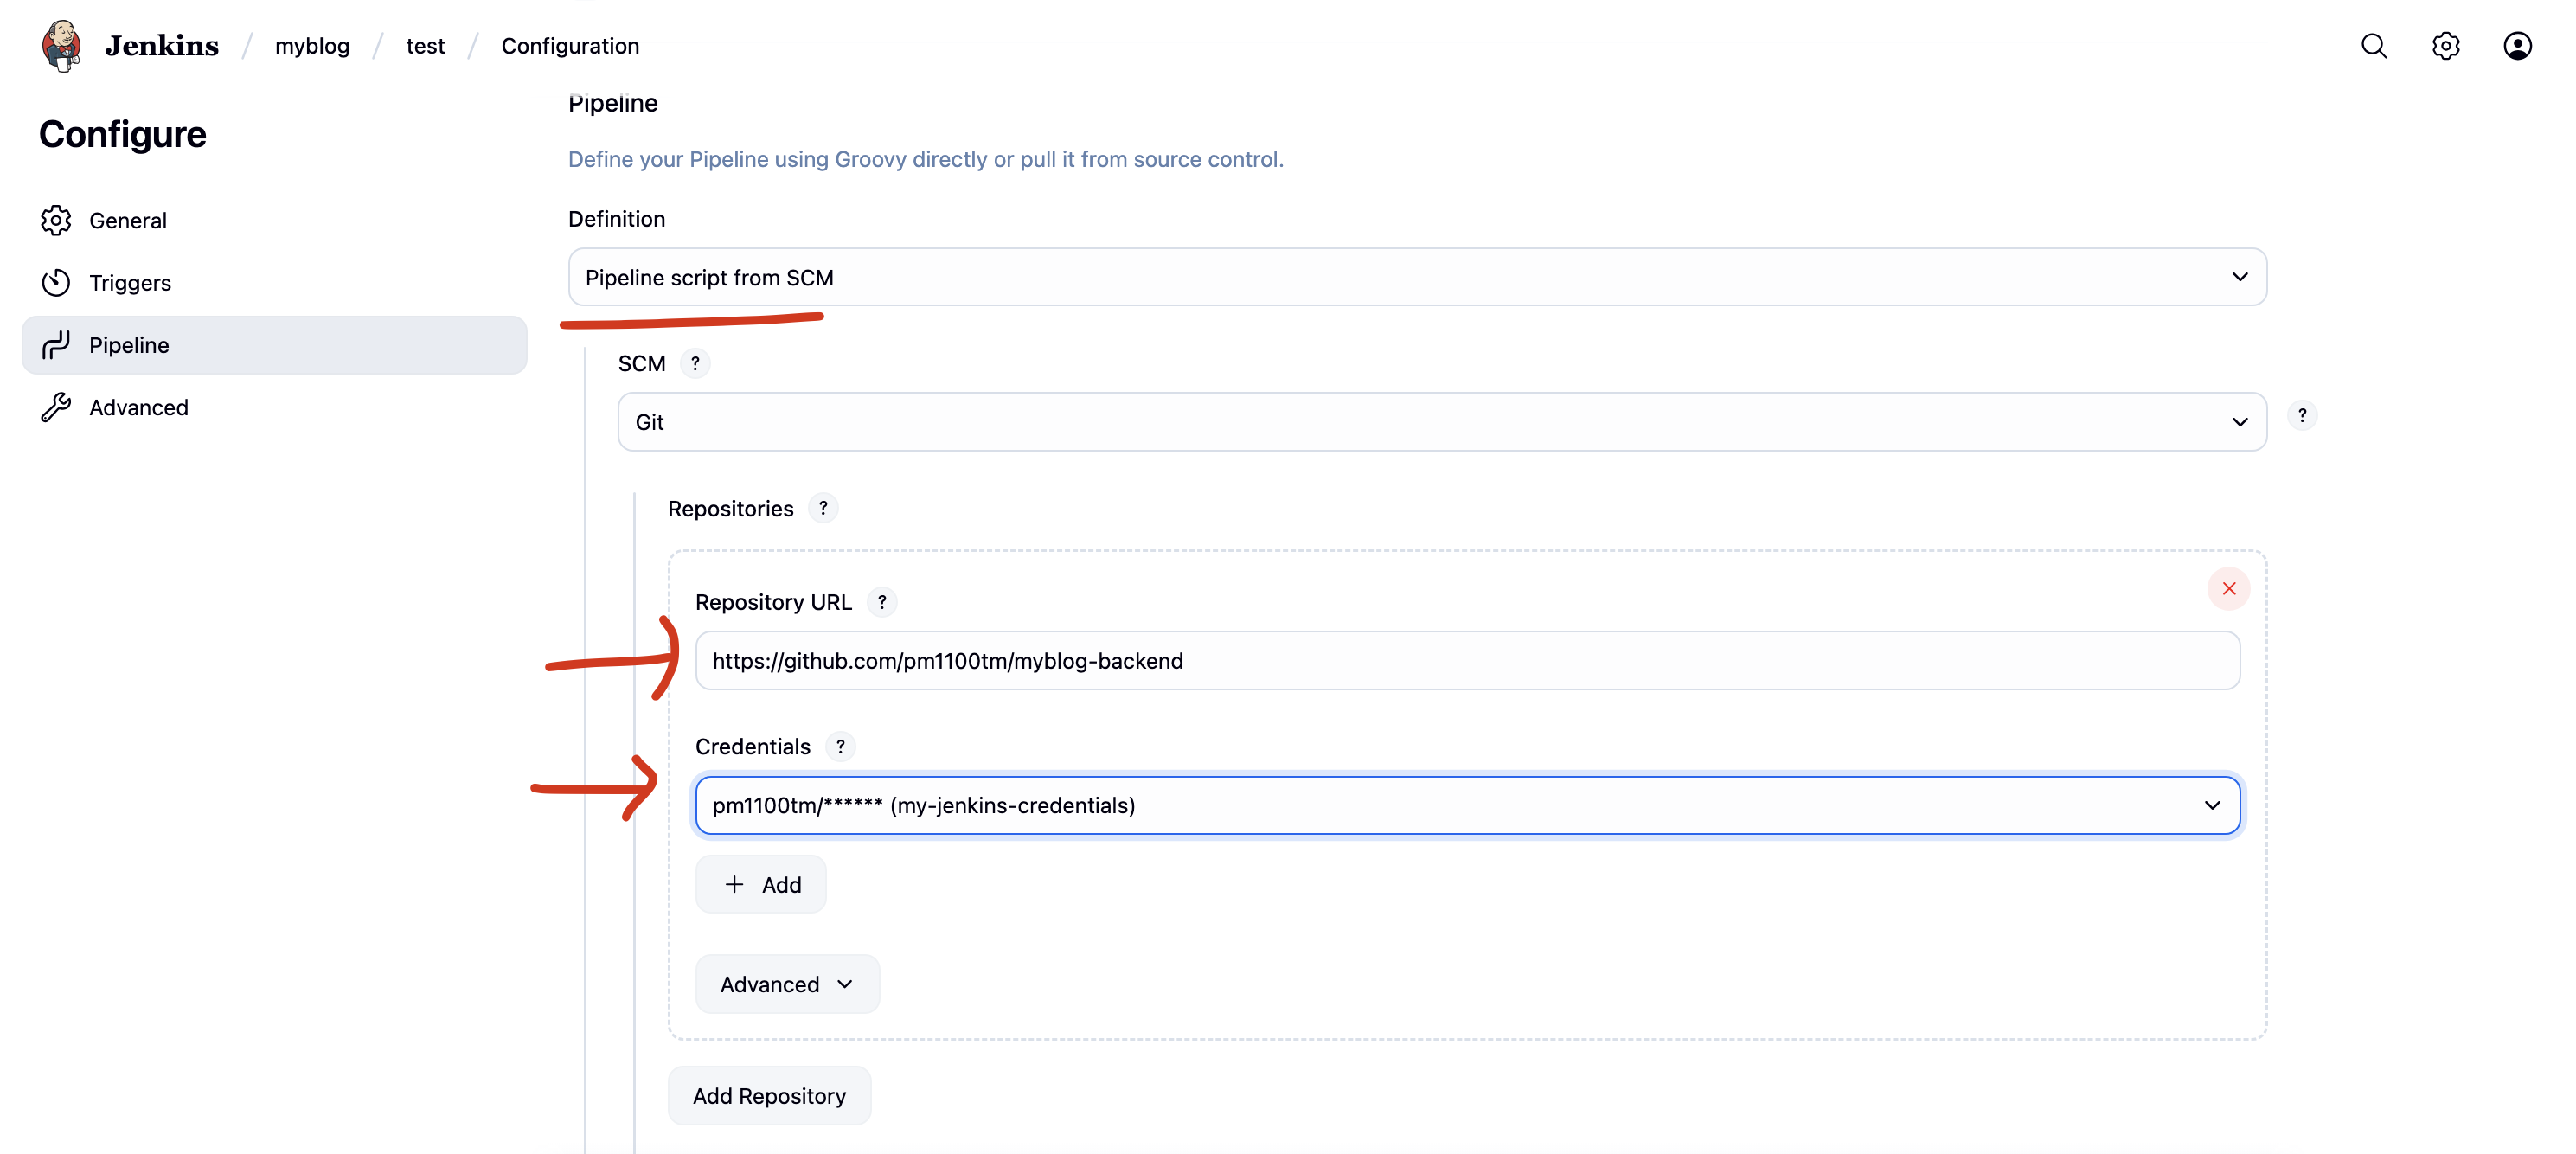 Jenkins / myblog / test / Configuration
Configure
General
Triggers
Pipeline
Advanced
Pipeline
Define your Pipeline using Groovy directly or pull it from source control.
Definition
Pipeline script from SCM
SCM ?
Git
?
Repositories ?
Repository URL ?
https://github.com/pm1100tm/myblog-backend
Credentials ?
pm1100tm/****** (my-jenkins-credentials)
+ Add
Advanced
Add Repository